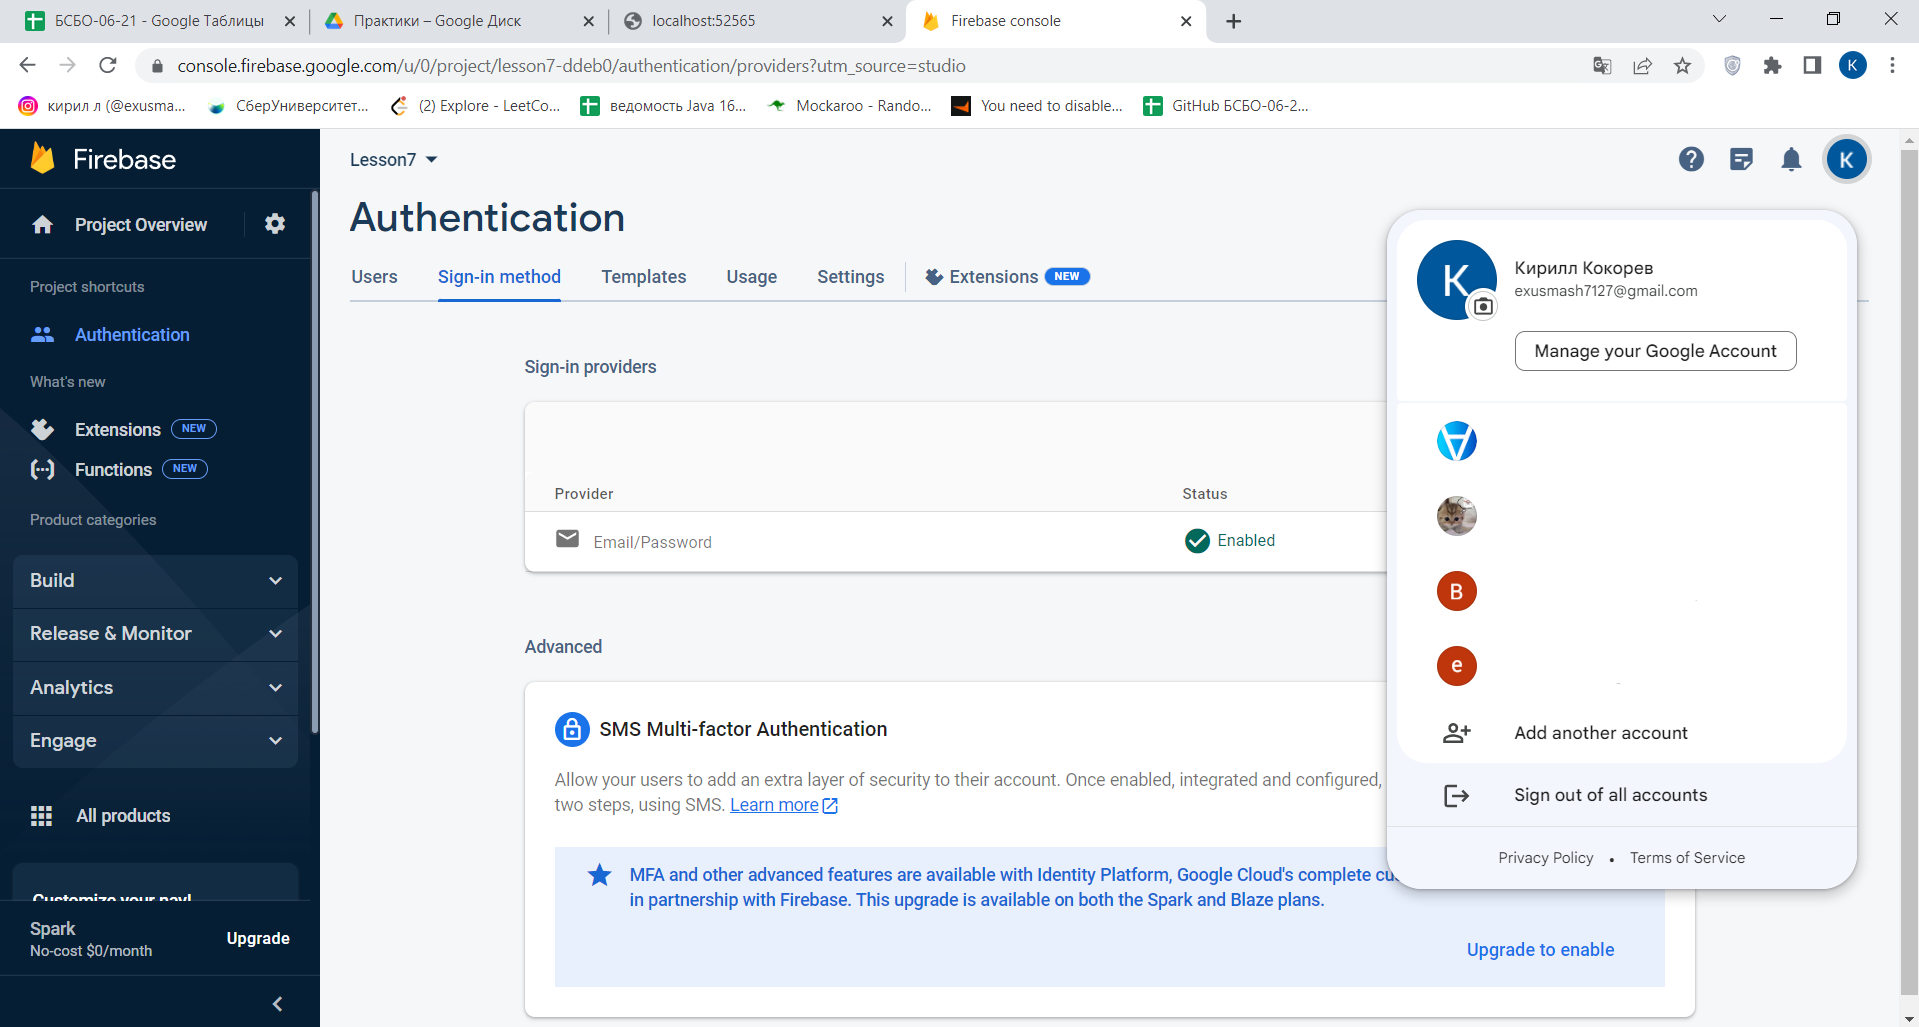 БСБО-06-21 - Google Таблицы
Практики – Google Диск
localhost:52565
Firebase console
console.firebase.google.com/u/0/project/lesson7-ddeb0/authentication/providers?utm_source=studio
K
кирил л (@exusma...
СберУниверситет...
(2) Explore - LeetCo...
ведомость Java 16...
Mockaroo - Rando...
You need to disable...
GitHub БСБО-06-2...
Firebase
Project Overview
Project shortcuts
Authentication
What's new
Extensions NEW
Functions NEW
Product categories
Build
Release & Monitor
Analytics
Engage
All products
Customize your nav!
Spark
No-cost $0/month
Upgrade
Lesson7
K
Authentication
Users
Sign-in method
Templates
Usage
Settings
Extensions NEW
Sign-in providers
Provider
Status
Email/Password
Enabled
Advanced
SMS Multi-factor Authentication
Allow your users to add an extra layer of security to their account. Once enabled, integrated and configured,
two steps, using SMS. Learn more
MFA and other advanced features are available with Identity Platform, Google Cloud's complete cu
in partnership with Firebase. This upgrade is available on both the Spark and Blaze plans.
Upgrade to enable
K
Кирилл Кокорев
exusmash7127@gmail.com
Manage your Google Account
B
e
Add another account
Sign out of all accounts
Privacy Policy • Terms of Service